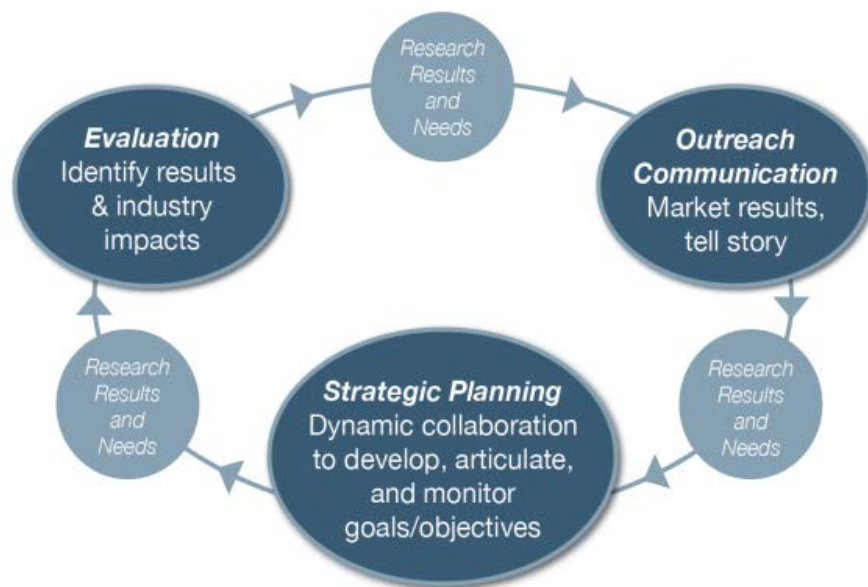 Research
Results
and
Needs
Evaluation
Identify results
& industry
impacts
Outreach
Communication
Market results,
tell story
Research
Results
and
Needs
Strategic Planning
Dynamic collaboration
to develop, articulate,
and monitor
goals/objectives
Research
Results
and
Needs